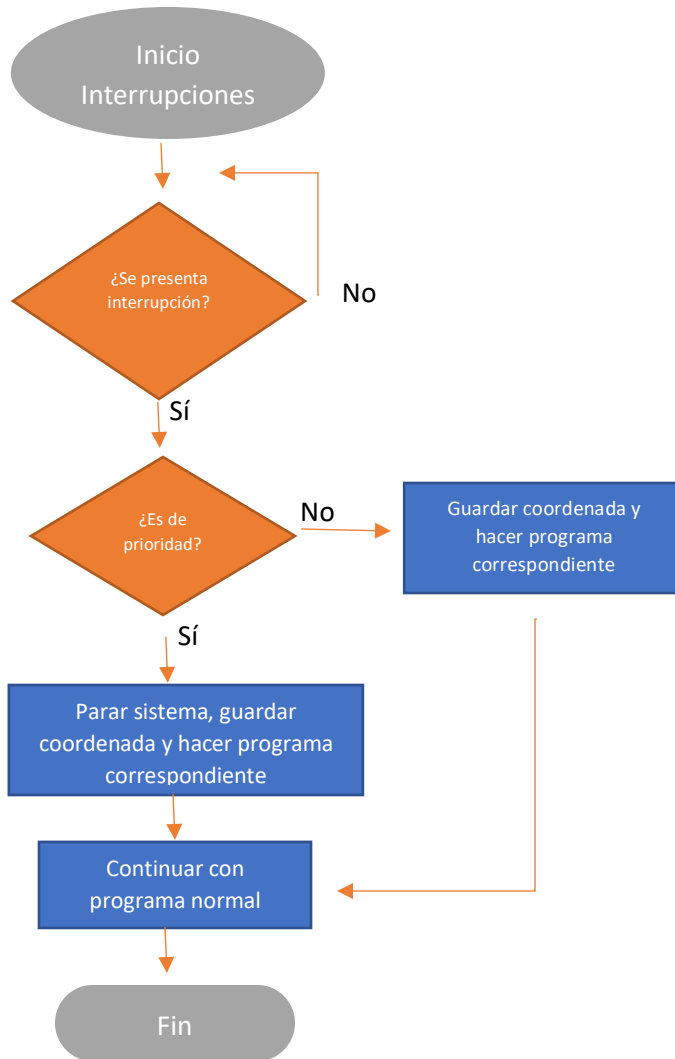 Inicio
Interrupciones
¿Se presenta
interrupción?
No
Sí
¿Es de
prioridad?
No
Guardar coordenada y
hacer programa
correspondiente
Sí
Parar sistema, guardar
coordenada y hacer programa
correspondiente
Continuar con
programa normal
Fin